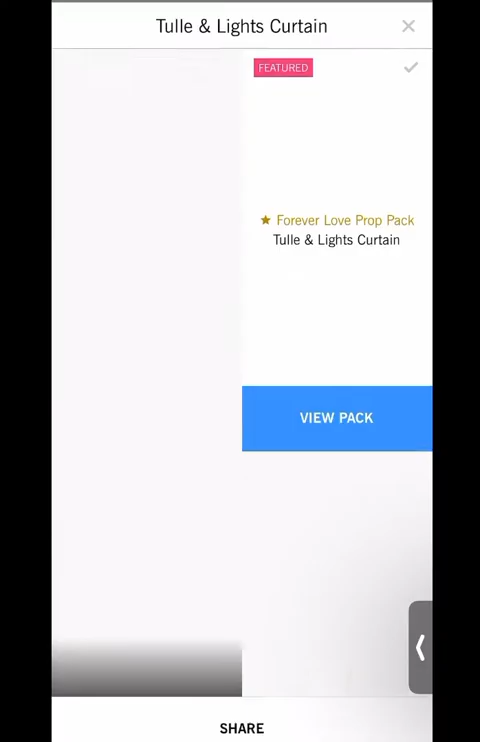 Tulle & Lights Curtain
FEATURED
★ Forever Love Prop Pack
Tulle & Lights Curtain
VIEW PACK
SHARE